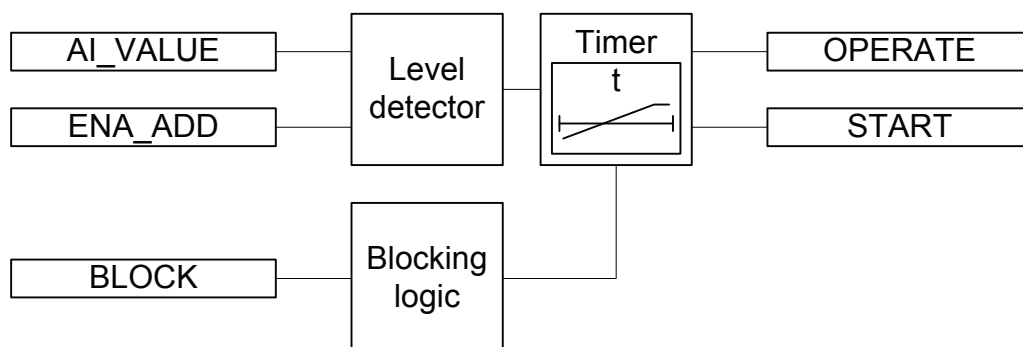 AI_VALUE
ENA_ADD
Level
detector
Timer
t
OPERATE
START
BLOCK
Blocking
logic